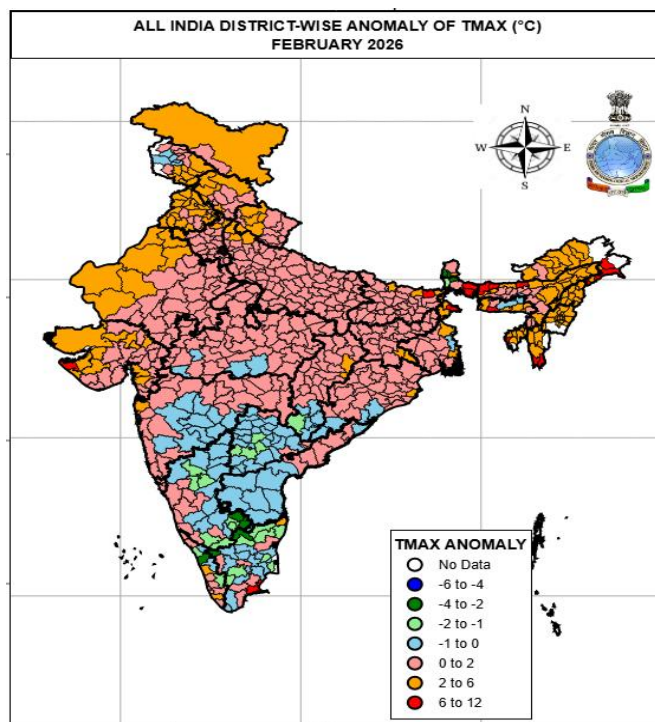 ALL INDIA DISTRICT-WISE ANOMALY OF TMAX (°C)
FEBRUARY 2026
N
W E
S
TMAX ANOMALY
No Data
-6 to -4
-4 to -2
-2 to -1
-1 to 0
0 to 2
2 to 6
6 to 12